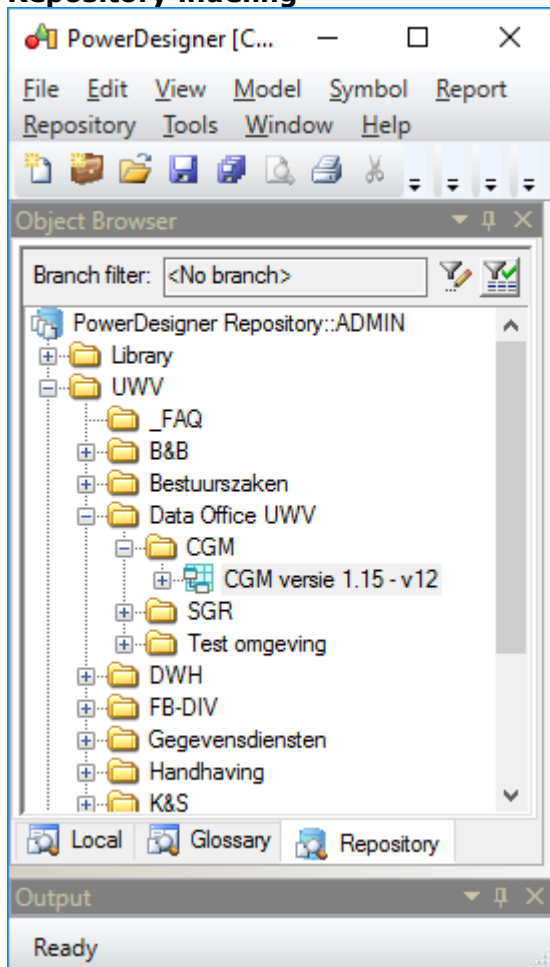 Repository indeling
PowerDesigner [C...
File Edit View Model Symbol Report
Repository Tools Window Help
Object Browser
Branch filter: <No branch>
PowerDesigner Repository::ADMIN
Library
UWV
_FAQ
B&B
Bestuurszaken
Data Office UWV
CGM
CGM versie 1.15 - v12
SGR
Test omgeving
DWH
FB-DIV
Gegevensdiensten
Handhaving
K&S
Local Glossary Repository
Output
Ready